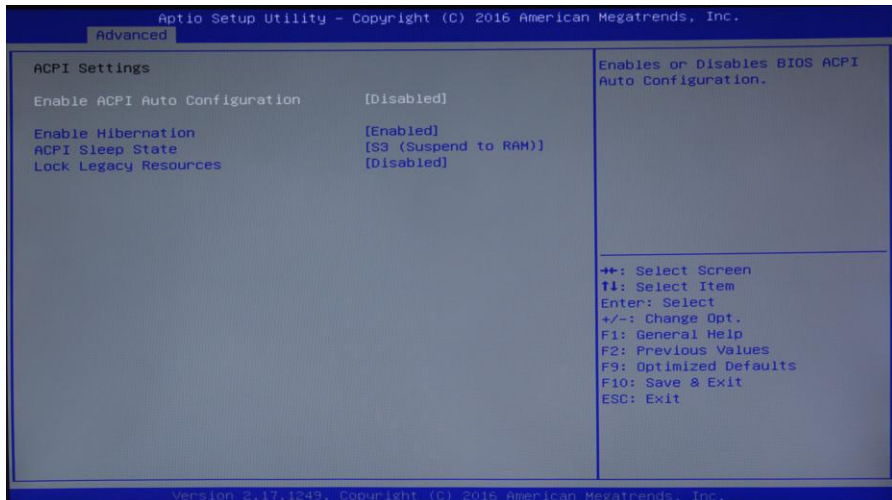 Aptio Setup Utility – Copyright (C) 2016 American Megatrends, Inc.
Advanced
ACPI Settings
Enable ACPI Auto Configuration [Disabled]
Enable Hibernation [Enabled]
ACPI Sleep State [S3 (Suspend to RAM)]
Lock Legacy Resources [Disabled]
Enables or Disables BIOS ACPI
Auto Configuration.
→←: Select Screen
↑↓: Select Item
Enter: Select
+/-: Change Opt.
F1: General Help
F2: Previous Values
F9: Optimized Defaults
F10: Save & Exit
ESC: Exit
Version 2.17.1249. Copyright (C) 2016 American Megatrends, Inc.